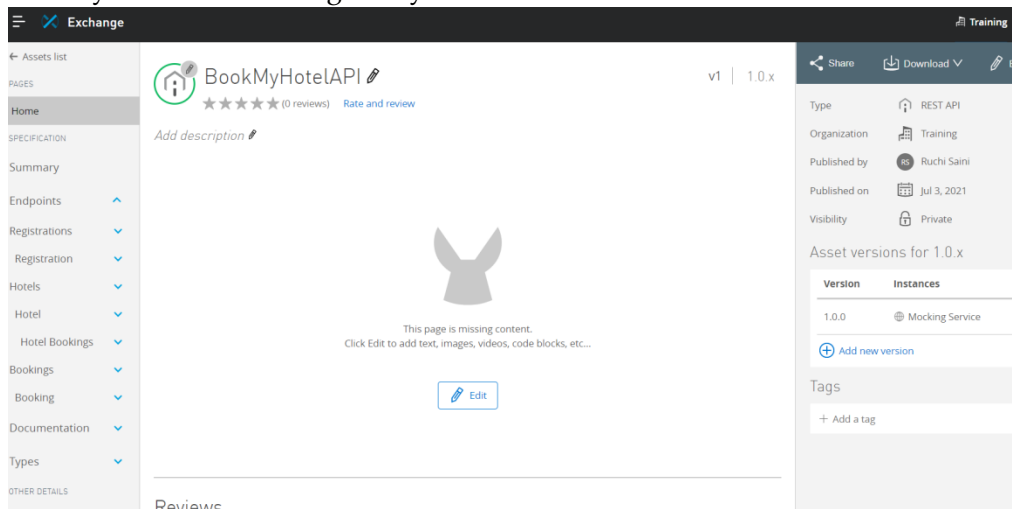 Exchange
Training
← Assets list
PAGES
Home
SPECIFICATION
Summary
Endpoints
Registrations
Registration
Hotels
Hotel
Hotel Bookings
Bookings
Booking
Documentation
Types
OTHER DETAILS
BookMyHotelAPI
v1 | 1.0.x
(0 reviews) Rate and review
Add description
This page is missing content.
Click Edit to add text, images, videos, code blocks, etc...
Edit
Reviews
Share Download
Type REST API
Organization Training
Published by RS Ruchi Saini
Published on Jul 3, 2021
Visibility Private
Asset versions for 1.0.x
Version Instances
1.0.0 Mocking Service
Add new version
Tags
+ Add a tag